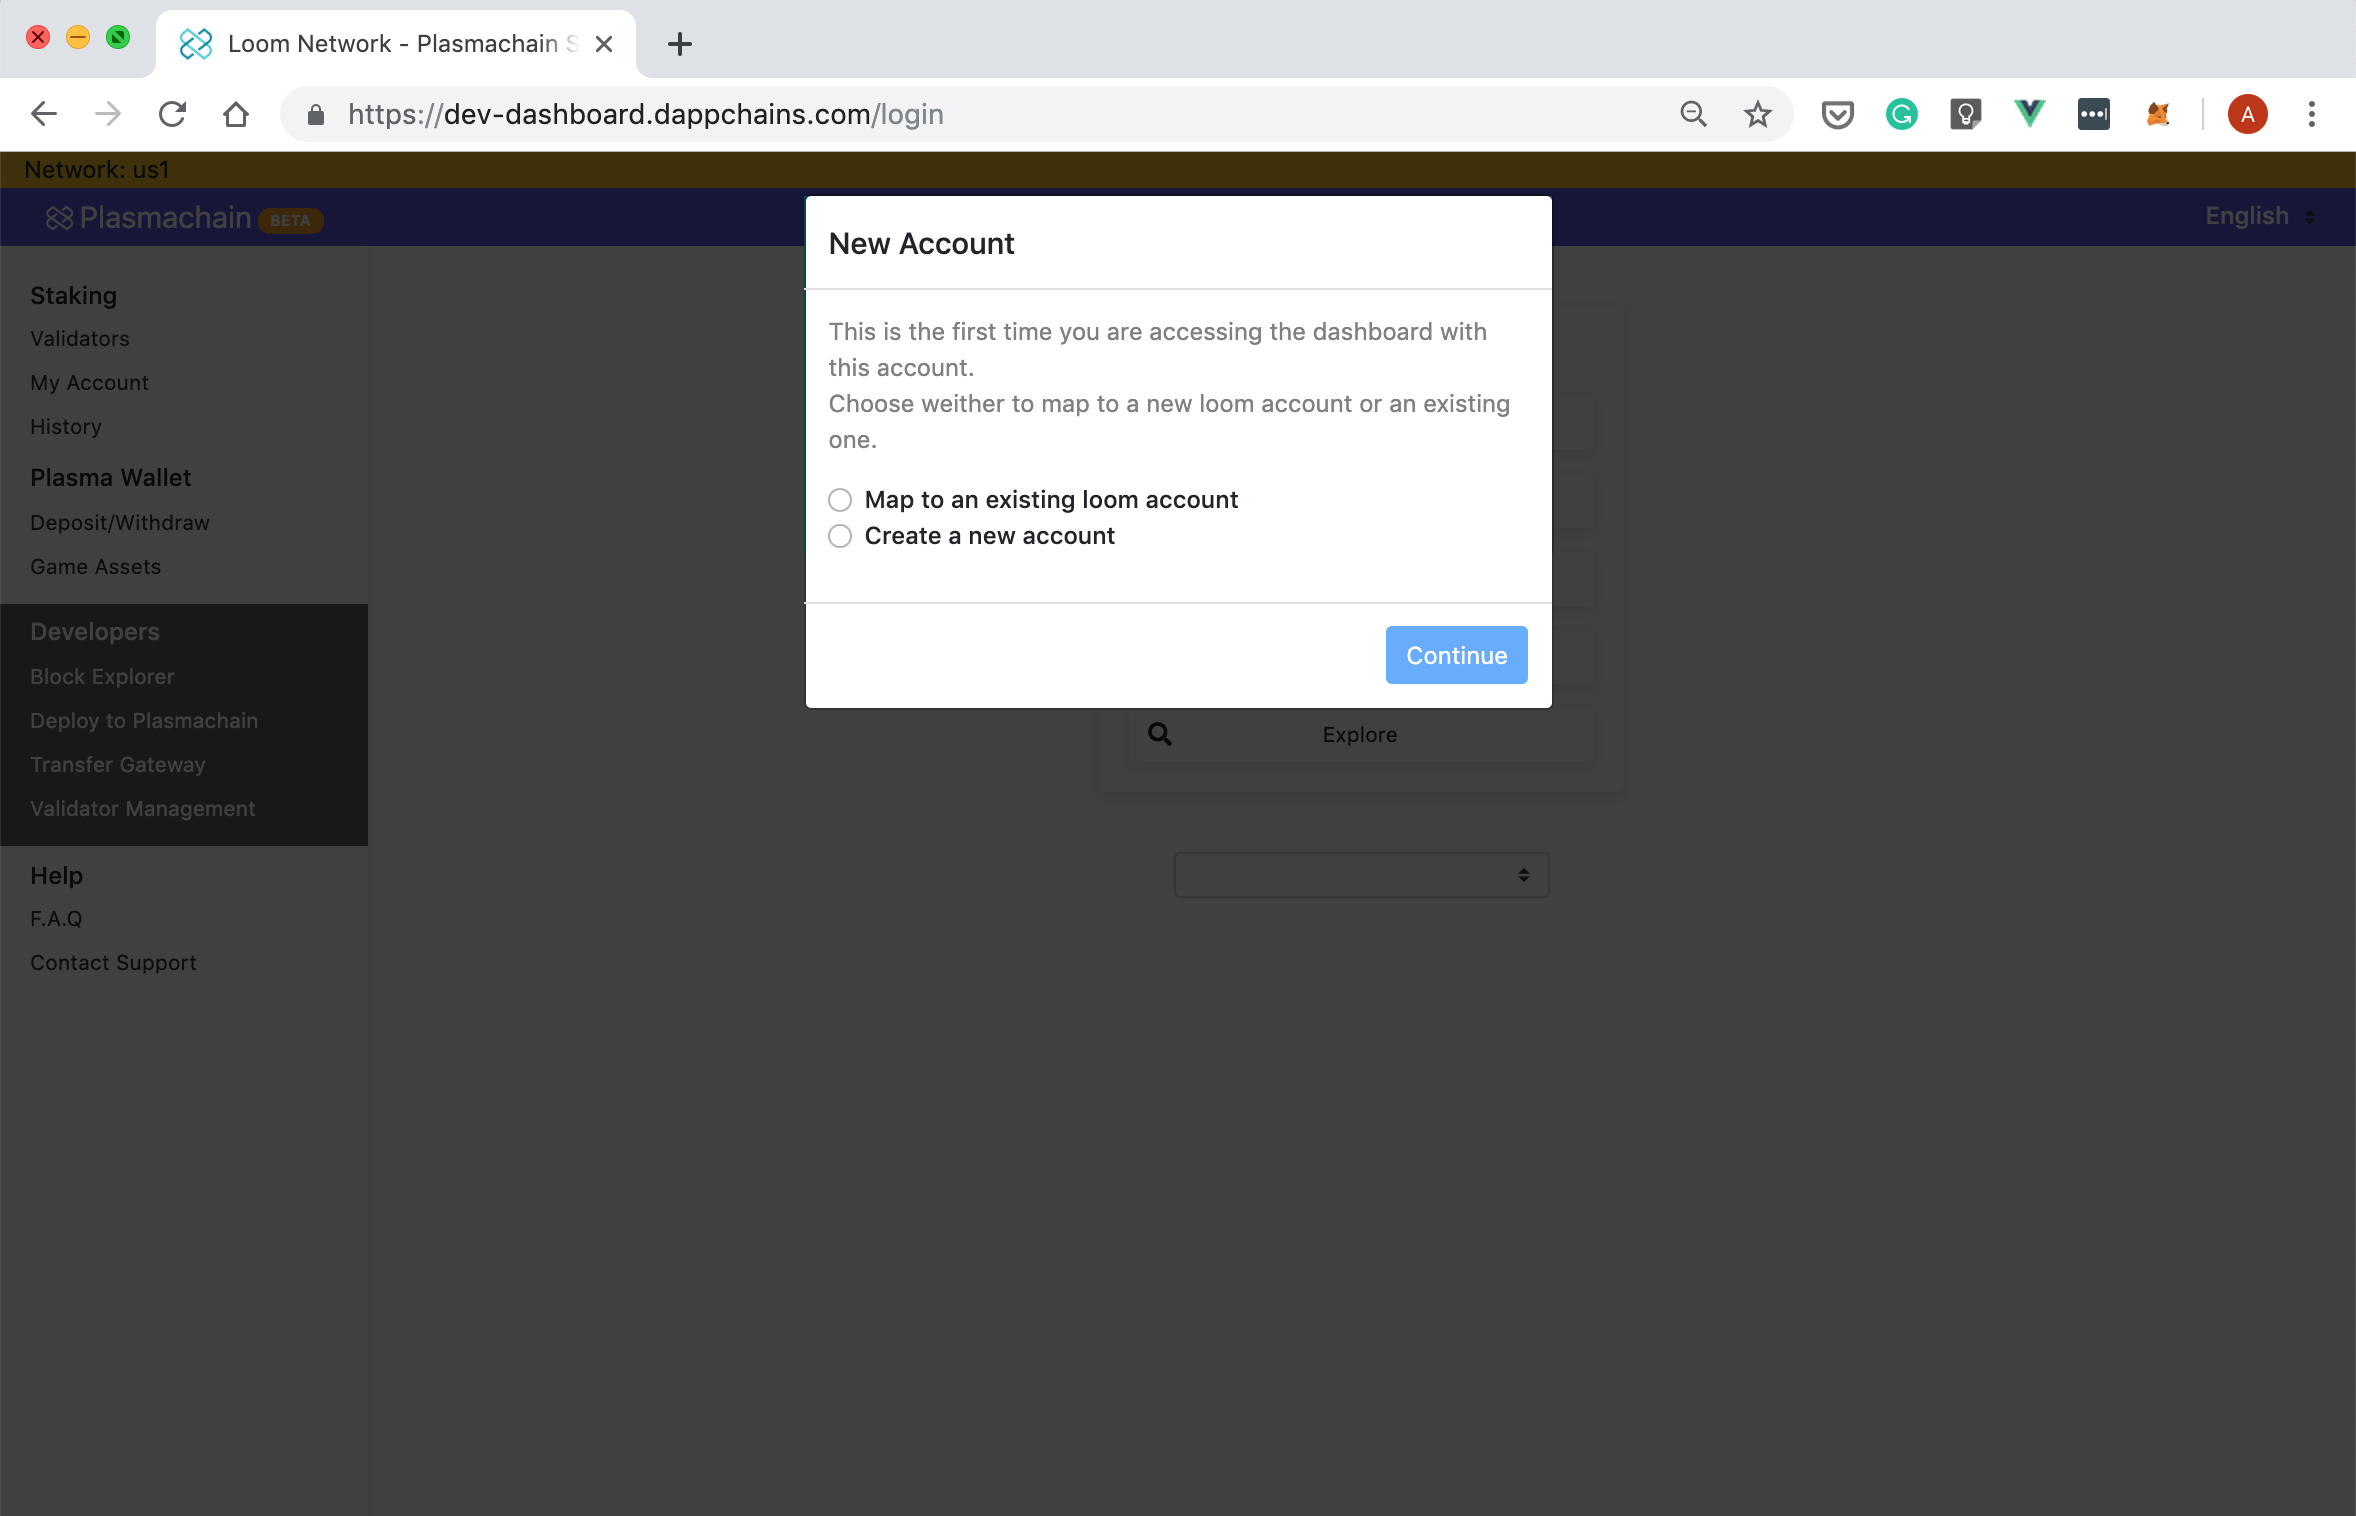 Loom Network - Plasmachain S
https://dev-dashboard.dappchains.com/login
A
Network: us1
Plasmachain BETA
English
Staking
Validators
My Account
History
Plasma Wallet
Deposit/Withdraw
Game Assets
Developers
Block Explorer
Deploy to Plasmachain
Transfer Gateway
Validator Management
Help
F.A.Q
Contact Support
New Account
This is the first time you are accessing the dashboard with
this account.
Choose weither to map to a new loom account or an existing
one.
Map to an existing loom account
Create a new account
Continue
Explore